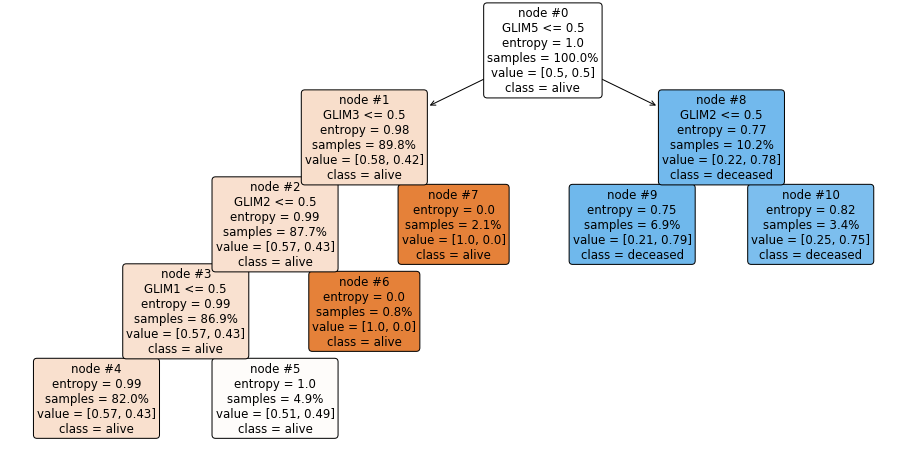 node #0
GLIM5 <= 0.5
entropy = 1.0
samples = 100.0%
value = [0.5, 0.5]
class = alive
node #1
GLIM3 <= 0.5
entropy = 0.98
samples = 89.8%
value = [0.58, 0.42]
class = alive
node #8
GLIM2 <= 0.5
entropy = 0.77
samples = 10.2%
value = [0.22, 0.78]
class = deceased
node #2
GLIM2 <= 0.5
entropy = 0.99
samples = 87.7%
value = [0.57, 0.43]
class = alive
node #7
entropy = 0.0
samples = 2.1%
value = [1.0, 0.0]
class = alive
node #9
entropy = 0.75
samples = 6.9%
value = [0.21, 0.79]
class = deceased
node #10
entropy = 0.82
samples = 3.4%
value = [0.25, 0.75]
class = deceased
node #3
GLIM1 <= 0.5
entropy = 0.99
samples = 86.9%
value = [0.57, 0.43]
class = alive
node #6
entropy = 0.0
samples = 0.8%
value = [1.0, 0.0]
class = alive
node #4
entropy = 0.99
samples = 82.0%
value = [0.57, 0.43]
class = alive
node #5
entropy = 1.0
samples = 4.9%
value = [0.51, 0.49]
class = alive